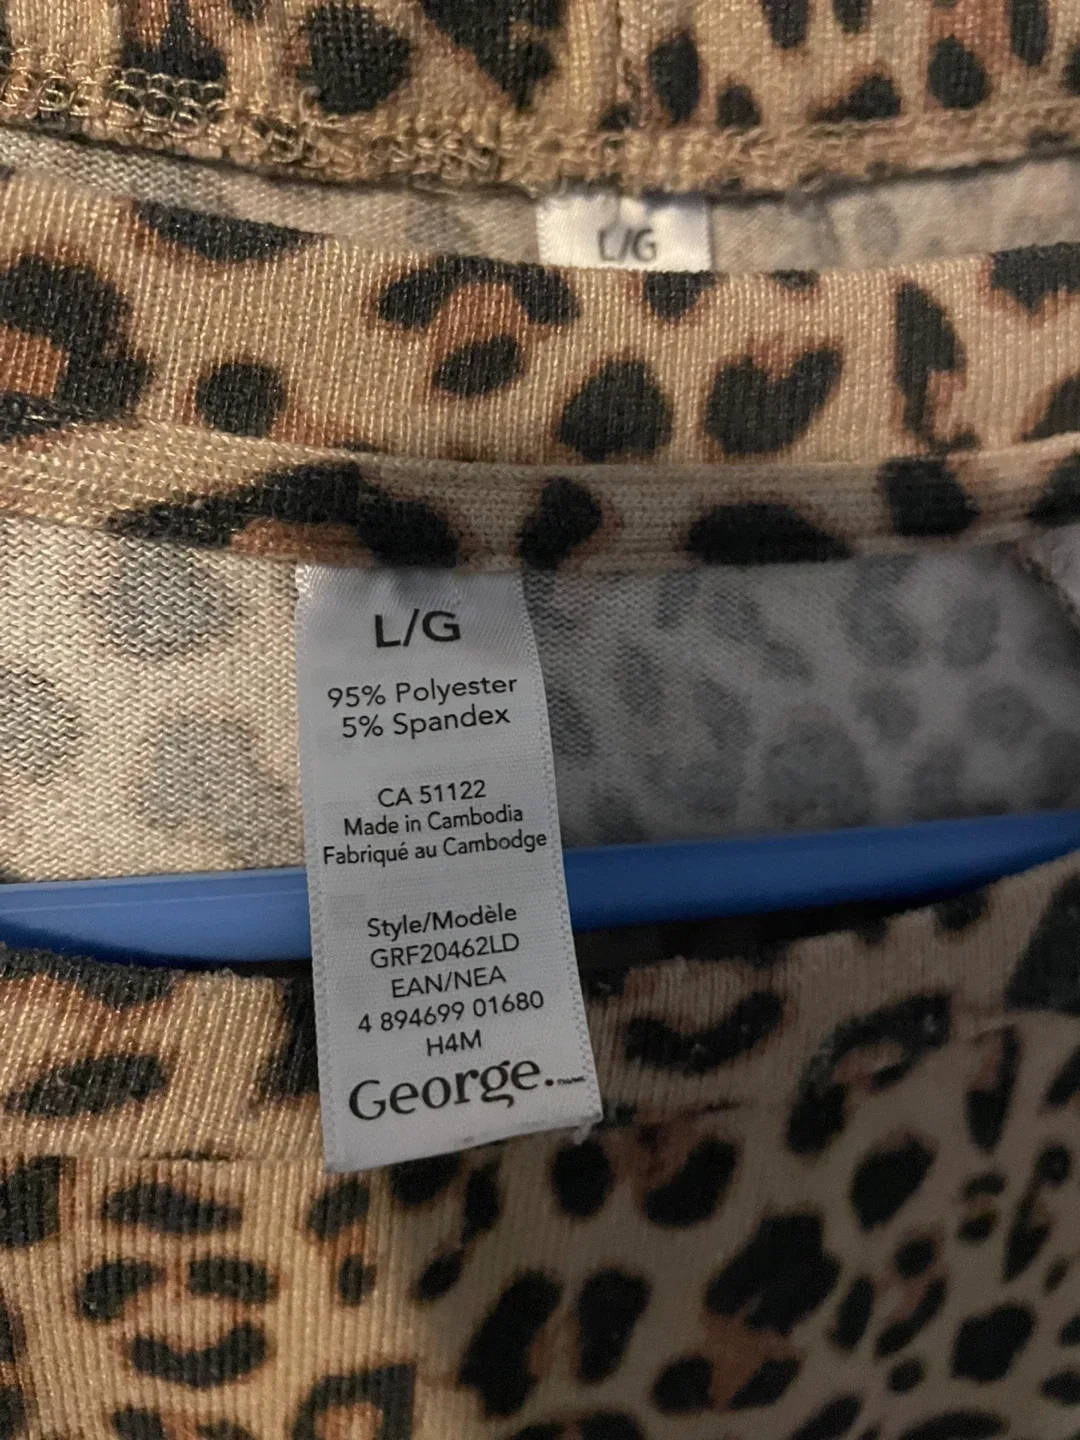 L/G
L/G
95% Polyester
5% Spandex
CA 51122
Made in Cambodia
Fabriqué au Cambodge
Style/Modèle
GRF20462LD
EAN/NEA
4 894699 01680
H4M
George.